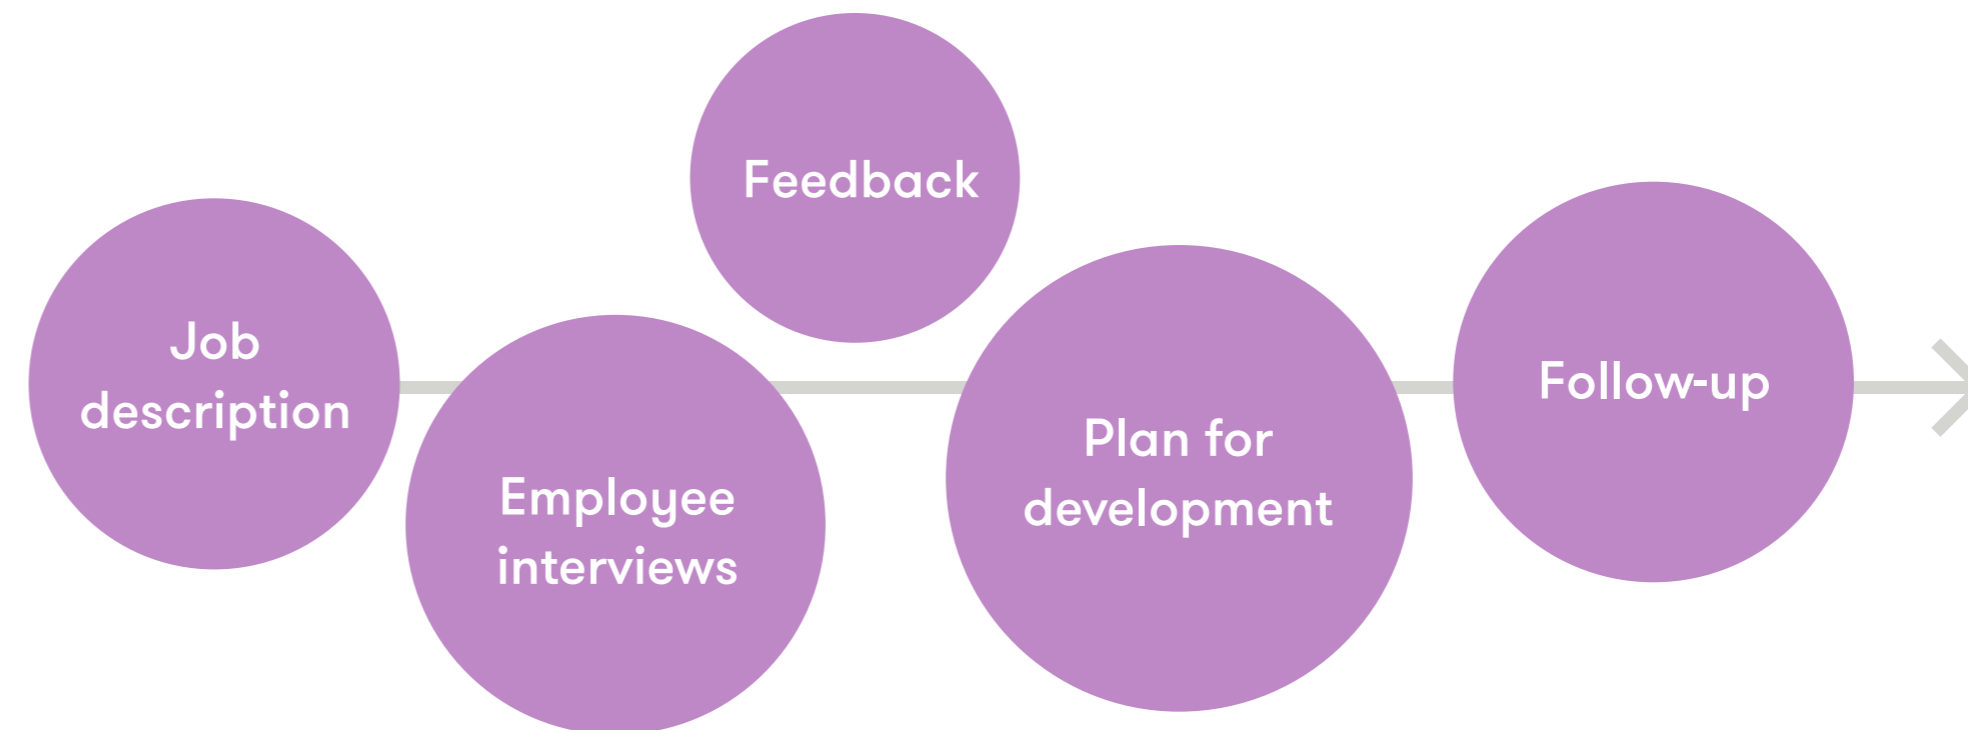 Job
description
Employee
interviews
Feedback
Plan for
development
Follow-up